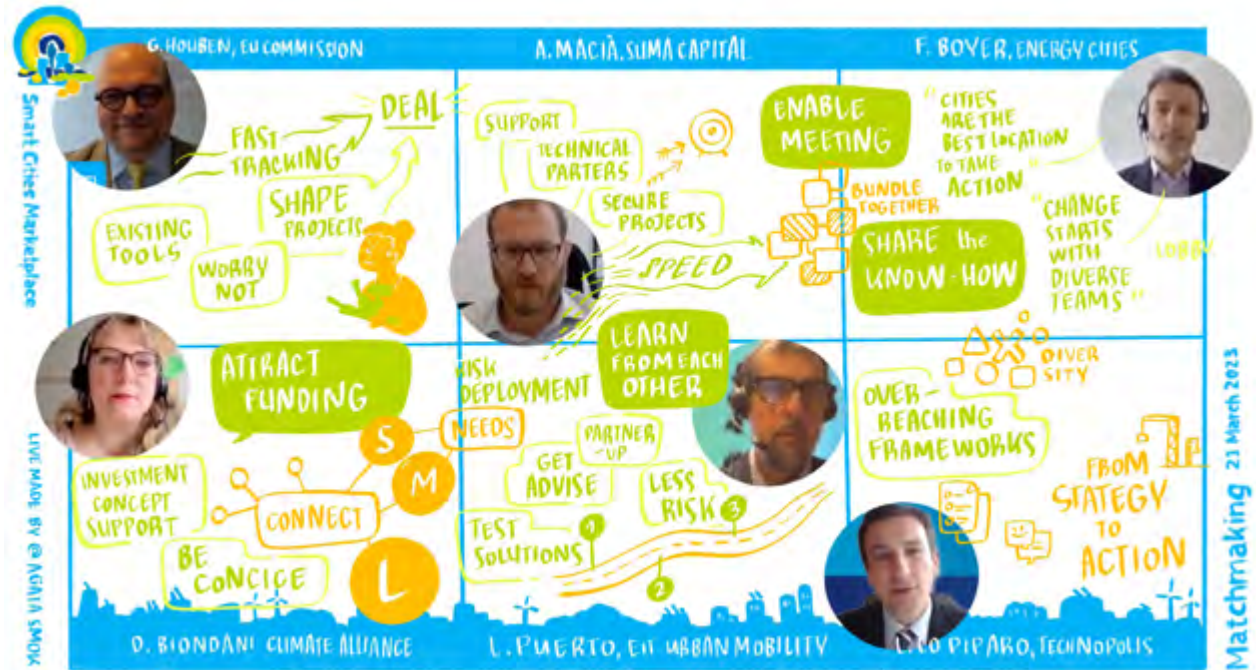 Smart Cities Marketplace
G. HOUBEN, EU COMMISSION
FAST
TRACKING
DEAL
SHAPE
PROJECTS
EXISTING
TOOLS
WORRY
NOT
A. MACIÀ, SUMA CAPITAL
SUPPORT
TECHNICAL
PARTERS
SECURE
PROJECTS
SPEED
ENABLE
MEETING
BUNDLE
TOGETHER
SHARE the
KNOW-HOW
F. BOYER, ENERGY CITIES
"CITIES
ARE THE
BEST LOCATION
TO TAKE
ACTION"
"CHANGE
STARTS
WITH
DIVERSE
TEAMS"
LOBBY
ATTRACT
FUNDING
INVESTMENT
CONCEPT
SUPPORT
CONNECT
S
M
L
NEEDS
BE
CONCICE
D. BIONDANI CLIMATE ALLIANCE
RISK
DEPLOYMENT
LEARN
FROM EACH
OTHER
PARTNER
-UP
GET
ADVISE
LESS
RISK
TEST
SOLUTIONS
1
2
3
L. PUERTO, EIT URBAN MOBILITY
DIVER
SITY
OVER-
REACHING
FRAMEWORKS
FROM
STATEGY
TO
ACTION
LO PIPARO, TECHNOPOLIS
LIVE MADE BY @AGATA SMOK
Matchmaking 21 March 2023